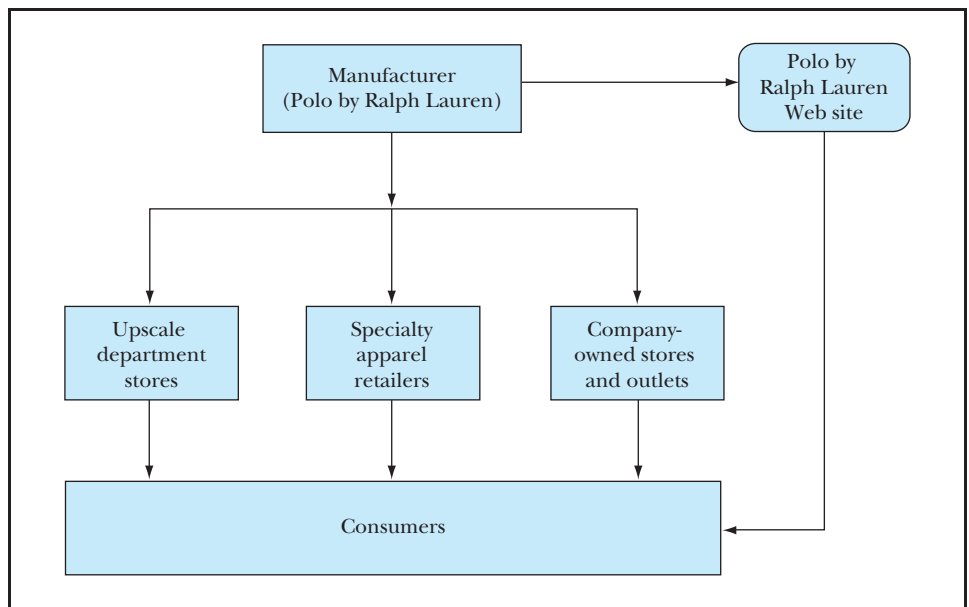 Manufacturer
(Polo by Ralph Lauren)
Polo by
Ralph Lauren
Web site
Upscale
department
stores
Specialty
apparel
retailers
Company-
owned stores
and outlets
Consumers